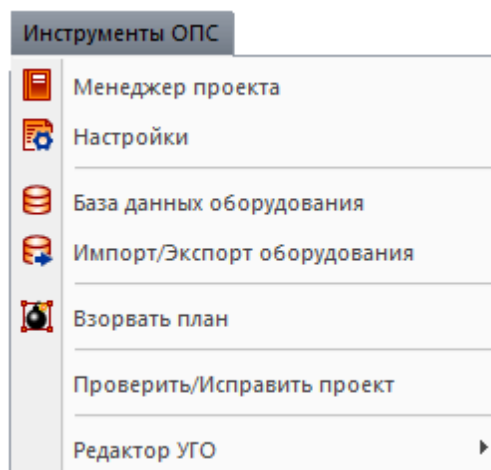 Инструменты ОПС
Менеджер проекта
Настройки
База данных оборудования
Импорт/Экспорт оборудования
Взорвать план
Проверить/Исправить проект
Редактор УГО